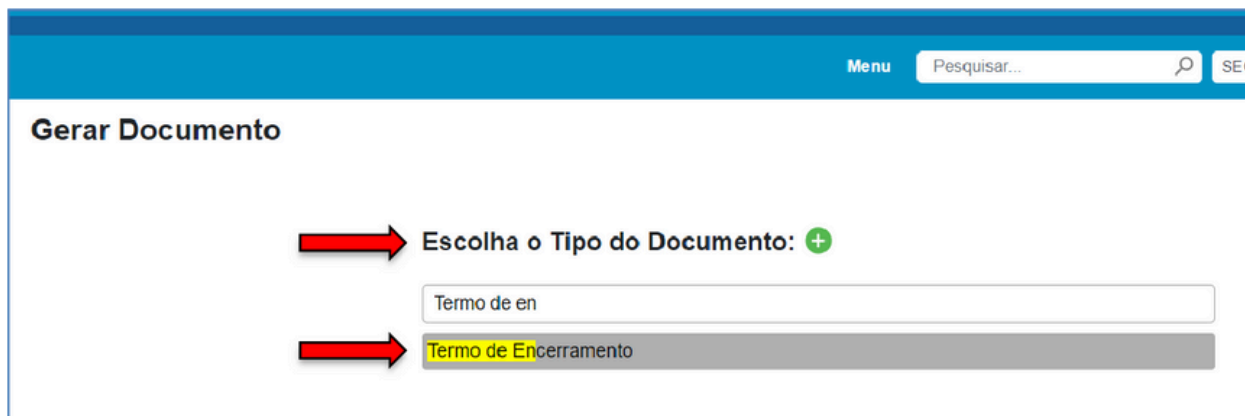 Menu
Pesquisar...
Gerar Documento
Escolha o Tipo do Documento:
Termo de en
Termo de Encerramento